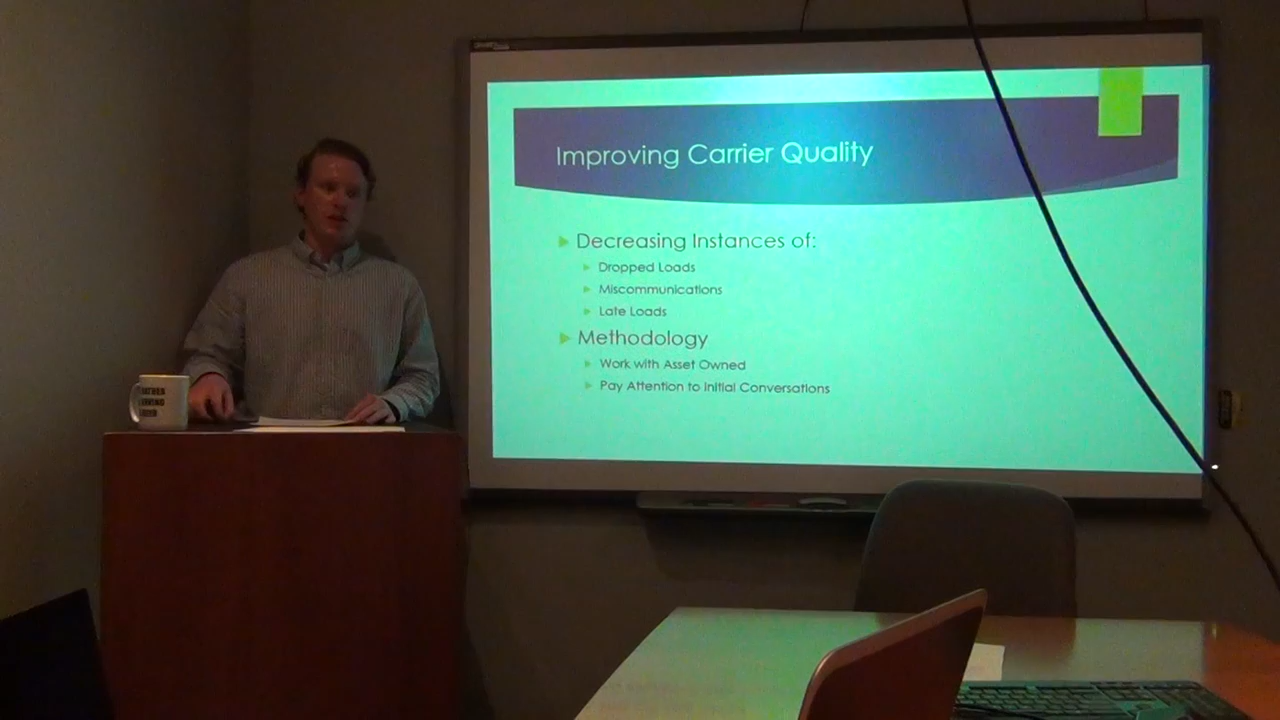 Improving Carrier Quality
Decreasing Instances of:
Dropped Loads
Miscommunications
Late Loads
Methodology
Work with Asset Owned
Pay Attention to Initial Conversations